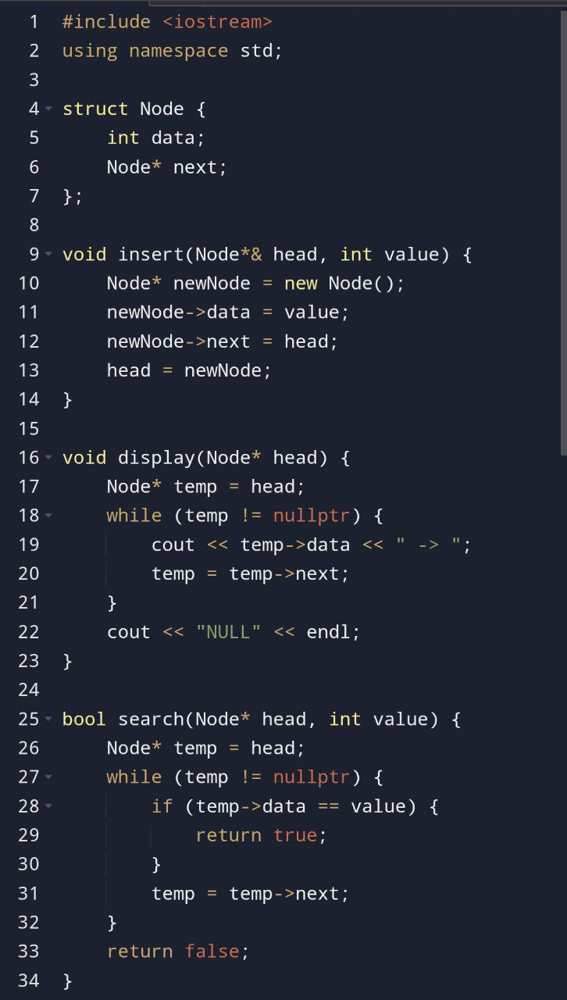 1 #include <iostream>
2 using namespace std;
3
4 struct Node {
5     int data;
6     Node* next;
7 };
8
9 void insert(Node*& head, int value) {
10     Node* newNode = new Node();
11     newNode->data = value;
12     newNode->next = head;
13     head = newNode;
14 }
15
16 void display(Node* head) {
17     Node* temp = head;
18     while (temp != nullptr) {
19         cout << temp->data << " -> ";
20         temp = temp->next;
21     }
22     cout << "NULL" << endl;
23 }
24
25 bool search(Node* head, int value) {
26     Node* temp = head;
27     while (temp != nullptr) {
28         if (temp->data == value) {
29             return true;
30         }
31         temp = temp->next;
32     }
33     return false;
34 }